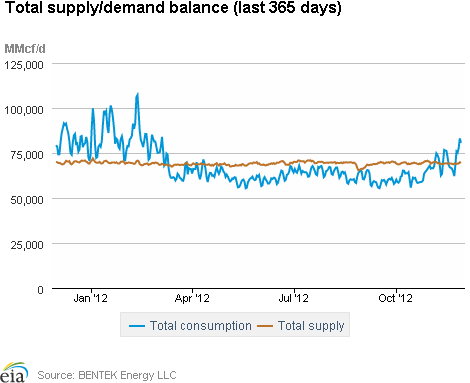 Total supply/demand balance (last 365 days)
MMcf/d
125,000
100,000
75,000
50,000
25,000
0
Jan '12
Apr '12
Jul '12
Oct '12
Total consumption
Total supply
eia
Source: BENTEK Energy LLC